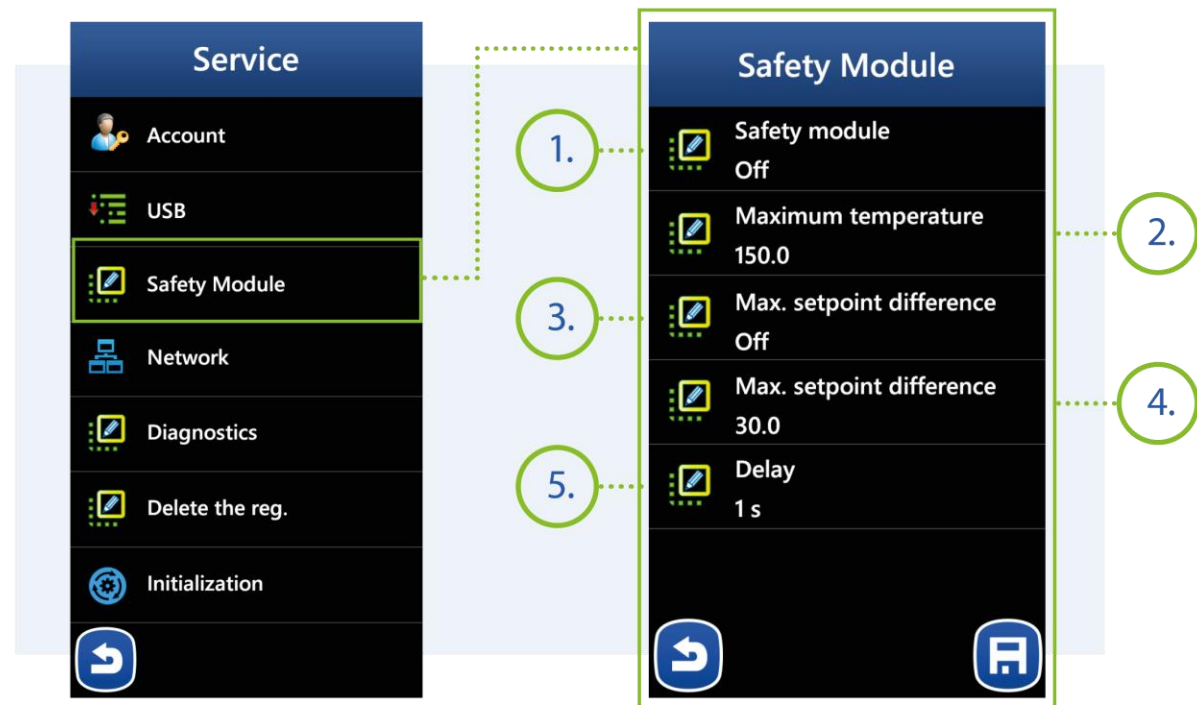 Service
Account
USB
Safety Module
Network
Diagnostics
Delete the reg.
Initialization
Safety Module
1.
Safety module
Off
2.
Maximum temperature
150.0
3.
Max. setpoint difference
Off
4.
Max. setpoint difference
30.0
5.
Delay
1 s